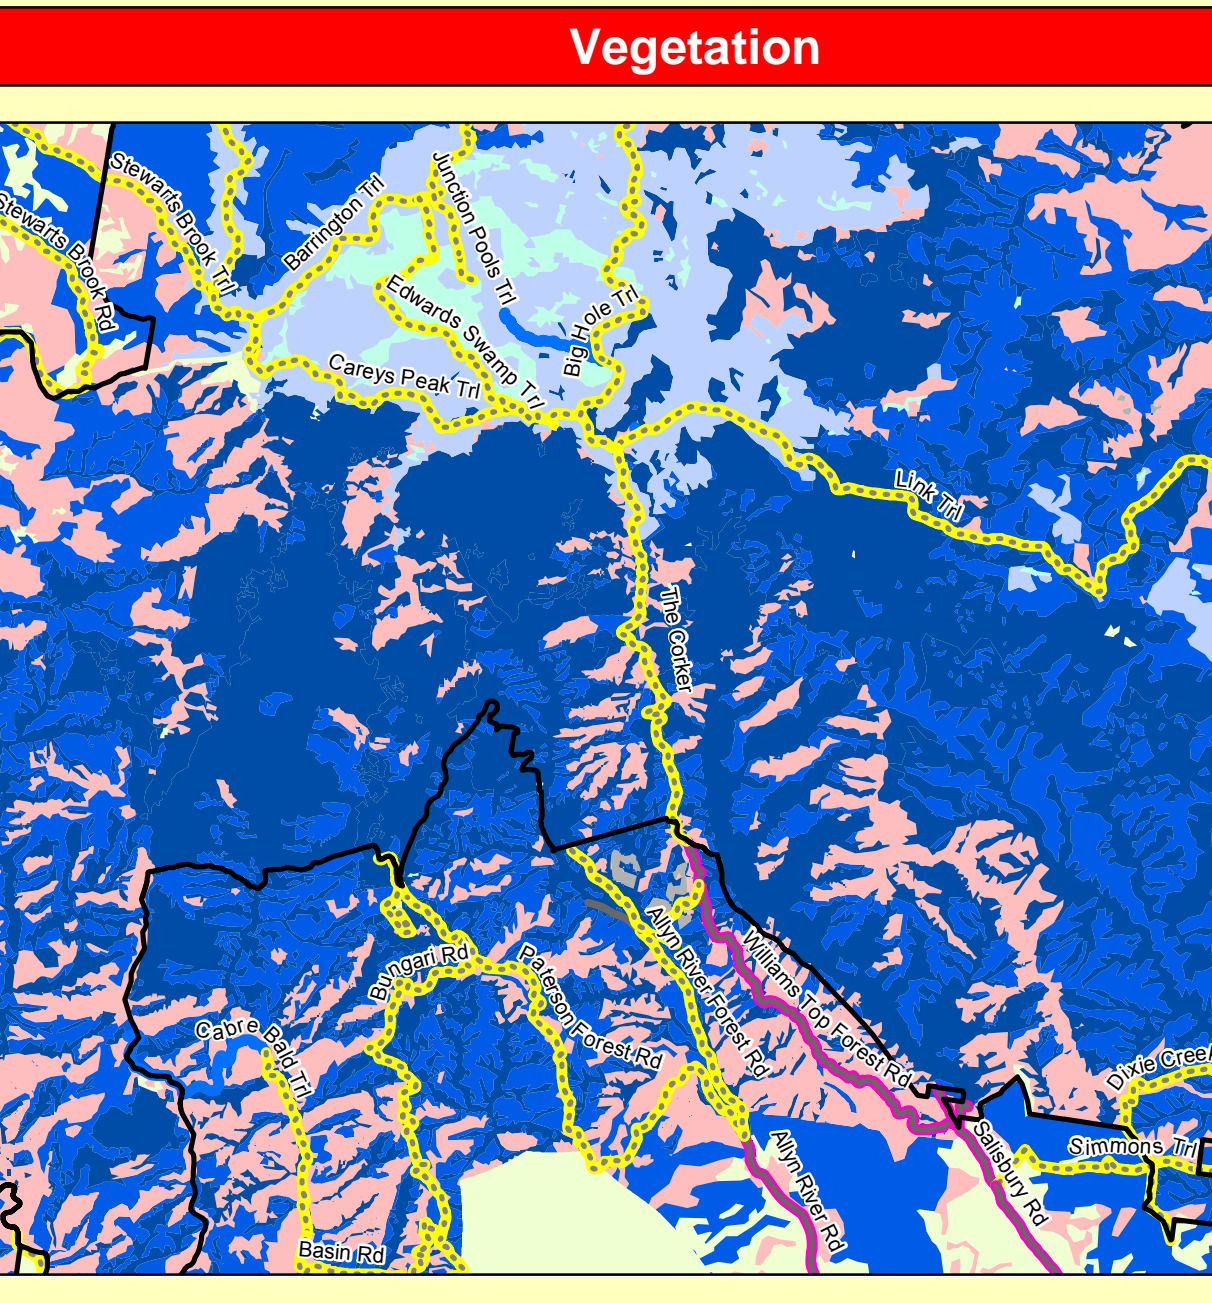 Vegetation
Stewarts Brook Trl
Stewarts Brook Rd
Barrington Trl
Junction Pools Trl
Edwards Swamp Trl
Big Hole Trl
Careys Peak Trl
Link Trl
The Corker
Bungari Rd
Paterson Forest Rd
Allyn River Forest Rd
Williams Top Forest Rd
Cabre Bald Trl
Dixie Creek
Simmons Trl
Salisbury Rd
Allyn River Rd
Basin Rd